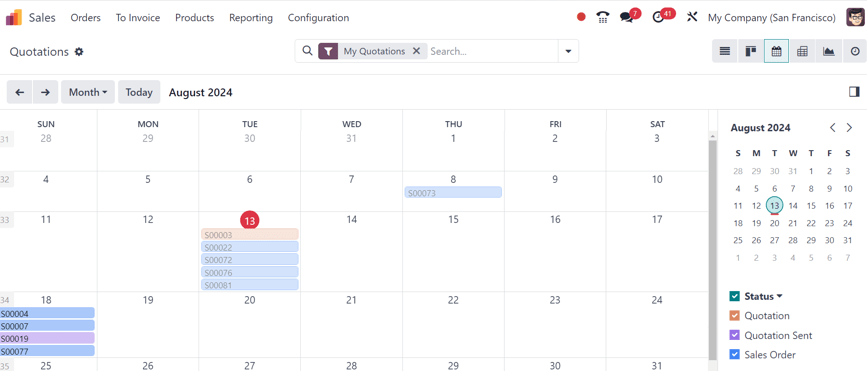 Sales Orders To Invoice Products Reporting Configuration 7 41 My Company (San Francisco)
Quotations My Quotations Search...
Month Today August 2024
SUN MON TUE WED THU FRI SAT
31 28 29 30 31 1 2 3
32 4 5 6 7 8 9 10
S00073
33 11 12 13 14 15 16 17
S00003
S00022
S00072
S00076
S00081
34 18 19 20 21 22 23 24
S00004
S00007
S00019
S00077
35 25 26 27 28 29 30 31
August 2024
S M T W T F S
28 29 30 31 1 2 3
4 5 6 7 8 9 10
11 12 13 14 15 16 17
18 19 20 21 22 23 24
25 26 27 28 29 30 31
1 2 3 4 5 6 7
Status
Quotation
Quotation Sent
Sales Order